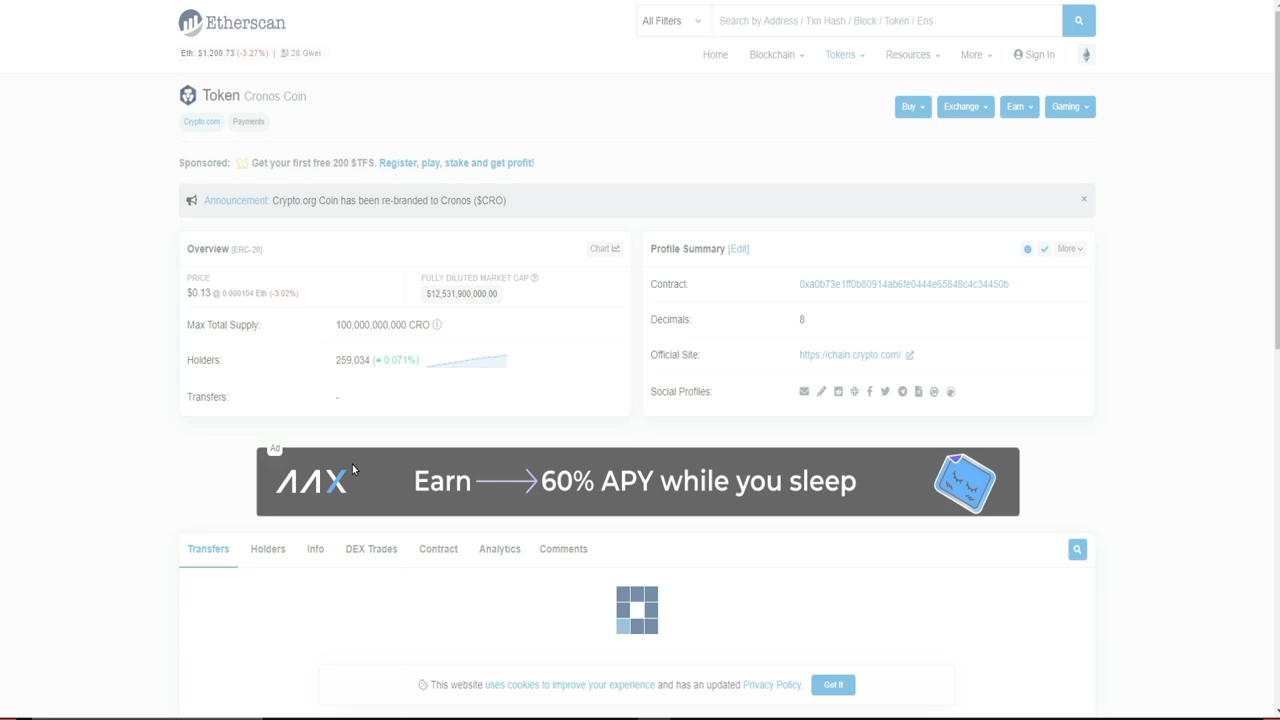 Etherscan
All Filters
Search by Address / Txn Hash / Block / Token / Ens
Eth: $1,200.73 (-3.27%) | 28 Gwei
Home Blockchain Tokens Resources More Sign In
Token Cronos Coin
Buy Exchange Earn Gaming
Crypto.com Payments
Sponsored: Get your first free 200 $TFS. Register, play, stake and get profit!
Announcement: Crypto.org Coin has been re-branded to Cronos ($CRO)
×
Overview [ERC-20]
Chart
PRICE
$0.13 @ 0.000104 Eth (-3.02%)
FULLY DILUTED MARKET CAP
$12,531,900,000.00
Max Total Supply: 100,000,000,000 CRO
Holders: 259,034 (0.071%)
Transfers: -
Profile Summary [Edit]
More
Contract: 0xa0b73e1ff0b80914ab6fe0444e65848c4c34450b
Decimals: 8
Official Site: https://chain.crypto.com/
Social Profiles:
Ad
AAX Earn 60% APY while you sleep
Transfers Holders Info DEX Trades Contract Analytics Comments
This website uses cookies to improve your experience and has an updated Privacy Policy. Got It